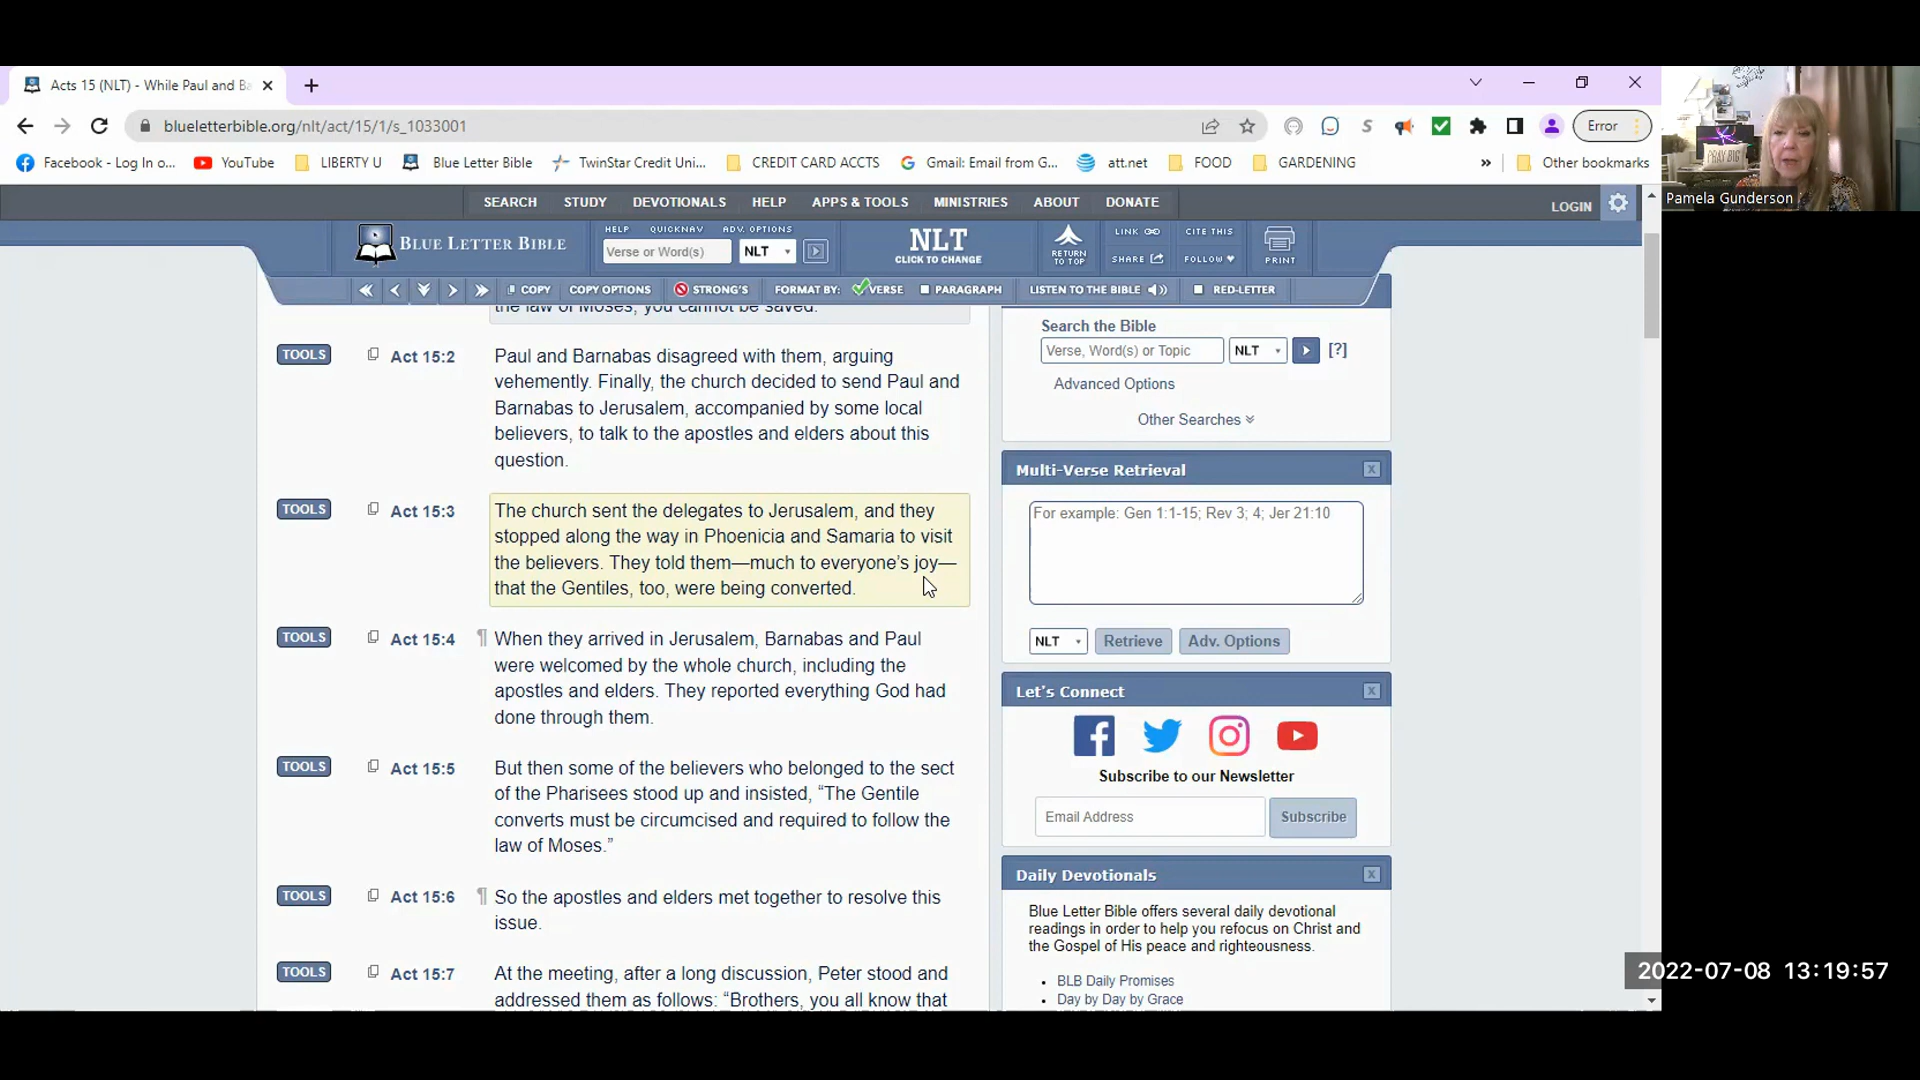 Acts 15 (NLT) - While Paul and Ba
blueletterbible.org/nlt/act/15/1/s_1033001
Error
Facebook - Log In o...
YouTube
LIBERTY U
Blue Letter Bible
TwinStar Credit Uni...
CREDIT CARD ACCTS
Gmail: Email from G...
att.net
FOOD
GARDENING
»
Other bookmarks
PRAY BIG
Pamela Gunderson
SEARCH STUDY DEVOTIONALS HELP APPS & TOOLS MINISTRIES ABOUT DONATE
LOGIN
BLUE LETTER BIBLE
HELP QUICKNAV ADV. OPTIONS
Verse or Word(s) NLT
NLT
CLICK TO CHANGE
RETURN
TO TOP
LINK
CITE THIS
SHARE
FOLLOW
PRINT
COPY COPY OPTIONS STRONG'S FORMAT BY: VERSE PARAGRAPH LISTEN TO THE BIBLE RED-LETTER
the law of Moses, you cannot be saved."
TOOLS Act 15:2 Paul and Barnabas disagreed with them, arguing
vehemently. Finally, the church decided to send Paul and
Barnabas to Jerusalem, accompanied by some local
believers, to talk to the apostles and elders about this
question.
TOOLS Act 15:3 The church sent the delegates to Jerusalem, and they
stopped along the way in Phoenicia and Samaria to visit
the believers. They told them—much to everyone’s joy—
that the Gentiles, too, were being converted.
TOOLS Act 15:4 ¶ When they arrived in Jerusalem, Barnabas and Paul
were welcomed by the whole church, including the
apostles and elders. They reported everything God had
done through them.
TOOLS Act 15:5 But then some of the believers who belonged to the sect
of the Pharisees stood up and insisted, “The Gentile
converts must be circumcised and required to follow the
law of Moses.”
TOOLS Act 15:6 ¶ So the apostles and elders met together to resolve this
issue.
TOOLS Act 15:7 At the meeting, after a long discussion, Peter stood and
addressed them as follows: “Brothers, you all know that
Search the Bible
Verse, Word(s) or Topic NLT [?]
Advanced Options
Other Searches
Multi-Verse Retrieval
For example: Gen 1:1-15; Rev 3; 4; Jer 21:10
NLT Retrieve Adv. Options
Let’s Connect
Subscribe to our Newsletter
Email Address Subscribe
Daily Devotionals
Blue Letter Bible offers several daily devotional
readings in order to help you refocus on Christ and
the Gospel of His peace and righteousness.
• BLB Daily Promises
• Day by Day by Grace
2022-07-08 13:19:57